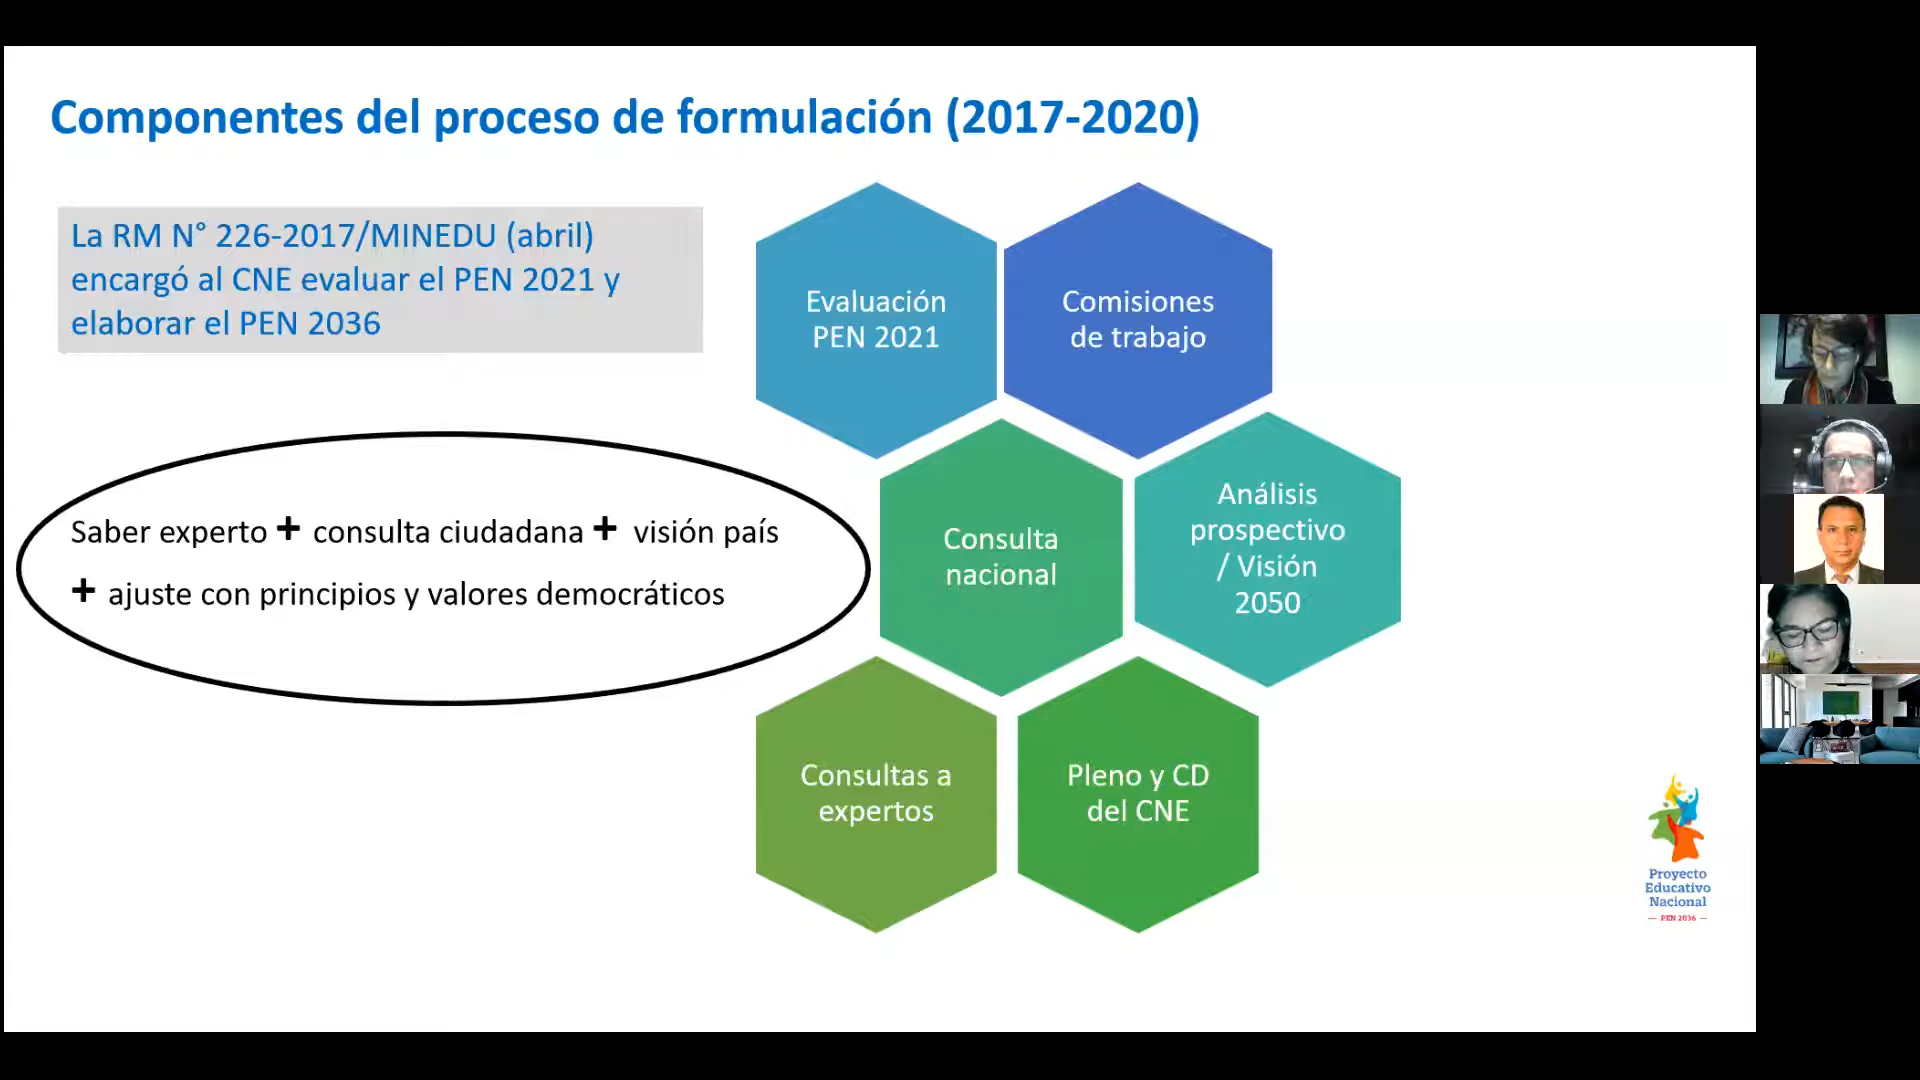 Componentes del proceso de formulación (2017-2020)
La RM N° 226-2017/MINEDU (abril)
encargó al CNE evaluar el PEN 2021 y
elaborar el PEN 2036
Saber experto + consulta ciudadana + visión país
+ ajuste con principios y valores democráticos
Evaluación
PEN 2021
Comisiones
de trabajo
Consulta
nacional
Análisis
prospectivo
/ Visión
2050
Consultas a
expertos
Pleno y CD
del CNE
Proyecto
Educativo
Nacional
— PEN 2036 —